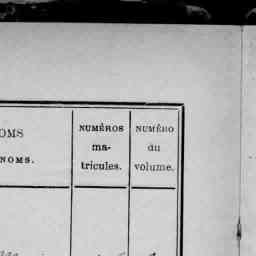 OMS
NOMS.
NUMÉROS
ma-
tricules.
NUMÉRO
du
volume.